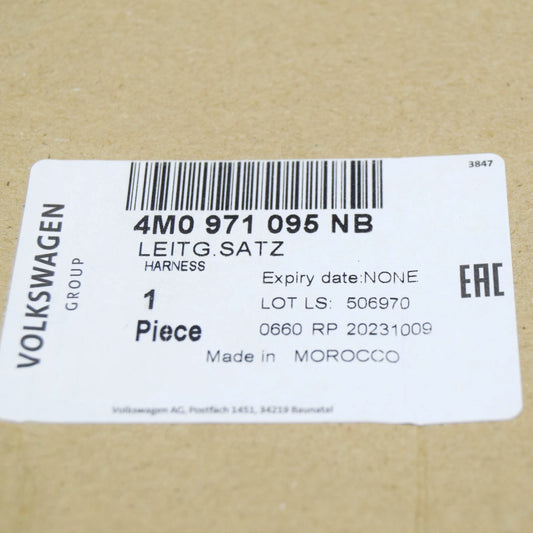 3847
4M0 971 095 NB
LEITG.SATZ
HARNESS
Expiry date:NONE
1
Piece
LOT LS: 506970
0660 RP 20231009
Made in MOROCCO
VOLKSWAGEN
GROUP
EAC
Volkswagen AG, Postfach 1451, 34219 Baunatal